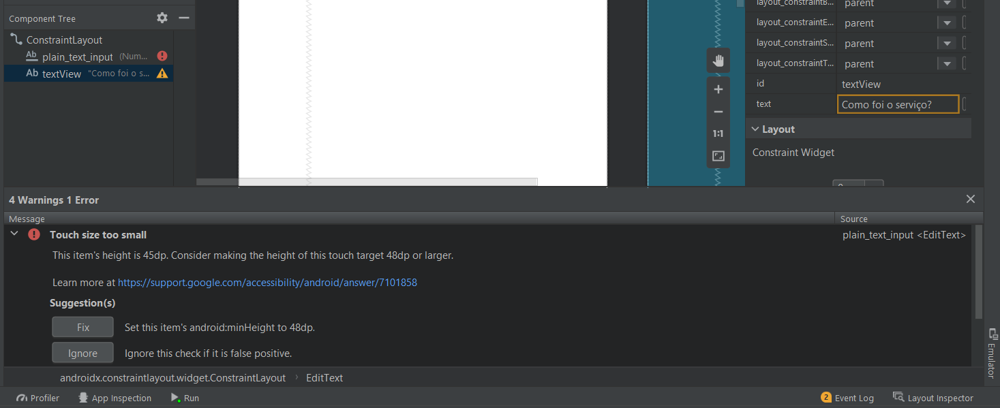 Component Tree
ConstraintLayout
Ab plain_text_input (Num...
Ab textView "Como foi o s...
1:1
layout_constraintB... parent
layout_constraintE... parent
layout_constraintS... parent
layout_constraintT... parent
id textView
text Como foi o serviço?
Layout
Constraint Widget
4 Warnings 1 Error
Message Source
Touch size too small plain_text_input <EditText>
This item's height is 45dp. Consider making the height of this touch target 48dp or larger.
Learn more at https://support.google.com/accessibility/android/answer/7101858
Suggestion(s)
Fix Set this item's android:minHeight to 48dp.
Ignore Ignore this check if it is false positive.
Emulator
androidx.constraintlayout.widget.ConstraintLayout › EditText
Profiler App Inspection Run 2 Event Log Layout Inspector